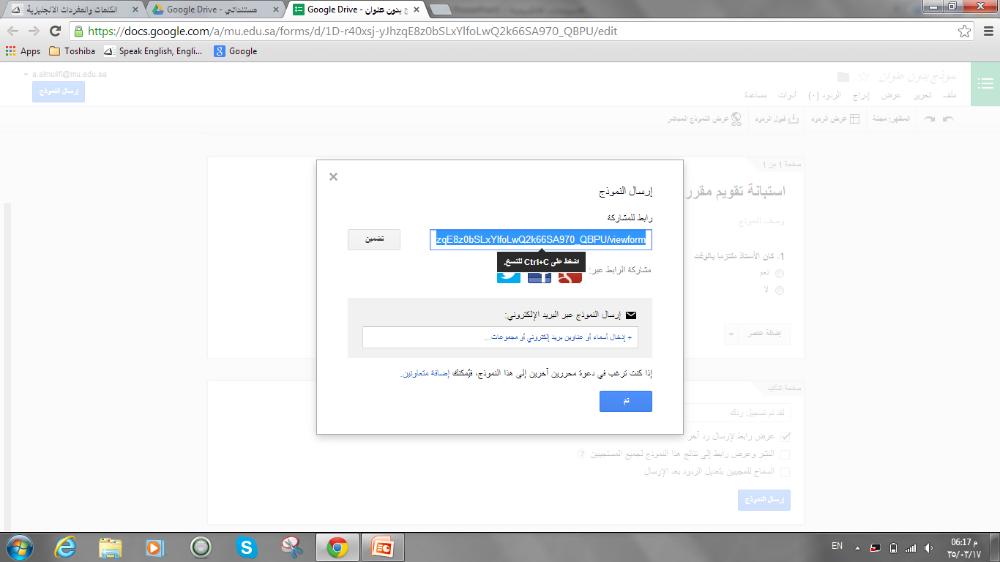 الكلمات والمفردات الانجليزية
مستنداتي - Google Drive
ج بدون عنوان - Google Drive
https://docs.google.com/a/mu.edu.sa/forms/d/1D-r40xsj-yJhzqE8z0bSLxYlfoLwQ2k66SA970_QBPU/edit
Apps
Toshiba
Speak English, Engli...
Google
a.almulifi@mu.edu.sa
إرسال النموذج
نموذج بدون عنوان
ملف تحرير عرض إدراج الردود (٠) أدوات مساعدة
المظهر: مجلة
عرض الردود
قبول الردود
عرض النموذج المباشر
صفحة 1 من 1
استبانة تقويم مقرر
وصف النموذج
1- كان الأستاذ ملتزما بالوقت
نعم
لا
إضافة عنصر
إرسال النموذج
رابط للمشاركة
zqE8z0bSLxYlfoLwQ2k66SA970_QBPU/viewform
تضمين
اضغط على Ctrl+C للنسخ.
مشاركة الرابط عبر:
إرسال النموذج عبر البريد الإلكتروني:
+ إدخال أسماء أو عناوين بريد إلكتروني أو مجموعات...
إذا كنت ترغب في دعوة محررين آخرين إلى هذا النموذج، فيُمكنك إضافة متعاونين.
تم
صفحة التأكيد
لقد تم تسجيل ردك.
عرض رابط لإرسال رد آخر
النشر وعرض رابط إلى نتائج هذا النموذج لجميع المستجيبين ?
السماح للمجيبين بتعديل الردود بعد الإرسال
إرسال النموذج
EN
06:17 م
٣٥/٠٣/١٧